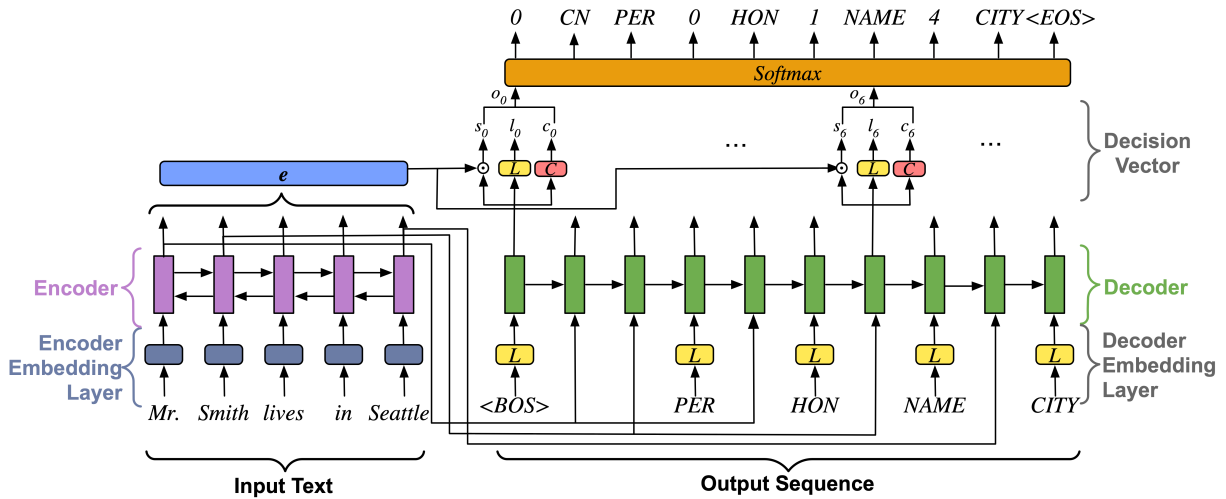 0 CN PER 0 HON 1 NAME 4 CITY <EOS>
Softmax
o0 o6
s0 l0 c0 ... s6 l6 c6 ...
L C L C
Decision
Vector
e
Encoder
Decoder
Encoder
Embedding
Layer
L L L L L
Decoder
Embedding
Layer
Mr. Smith lives in Seattle <BOS> PER HON NAME CITY
Input Text
Output Sequence